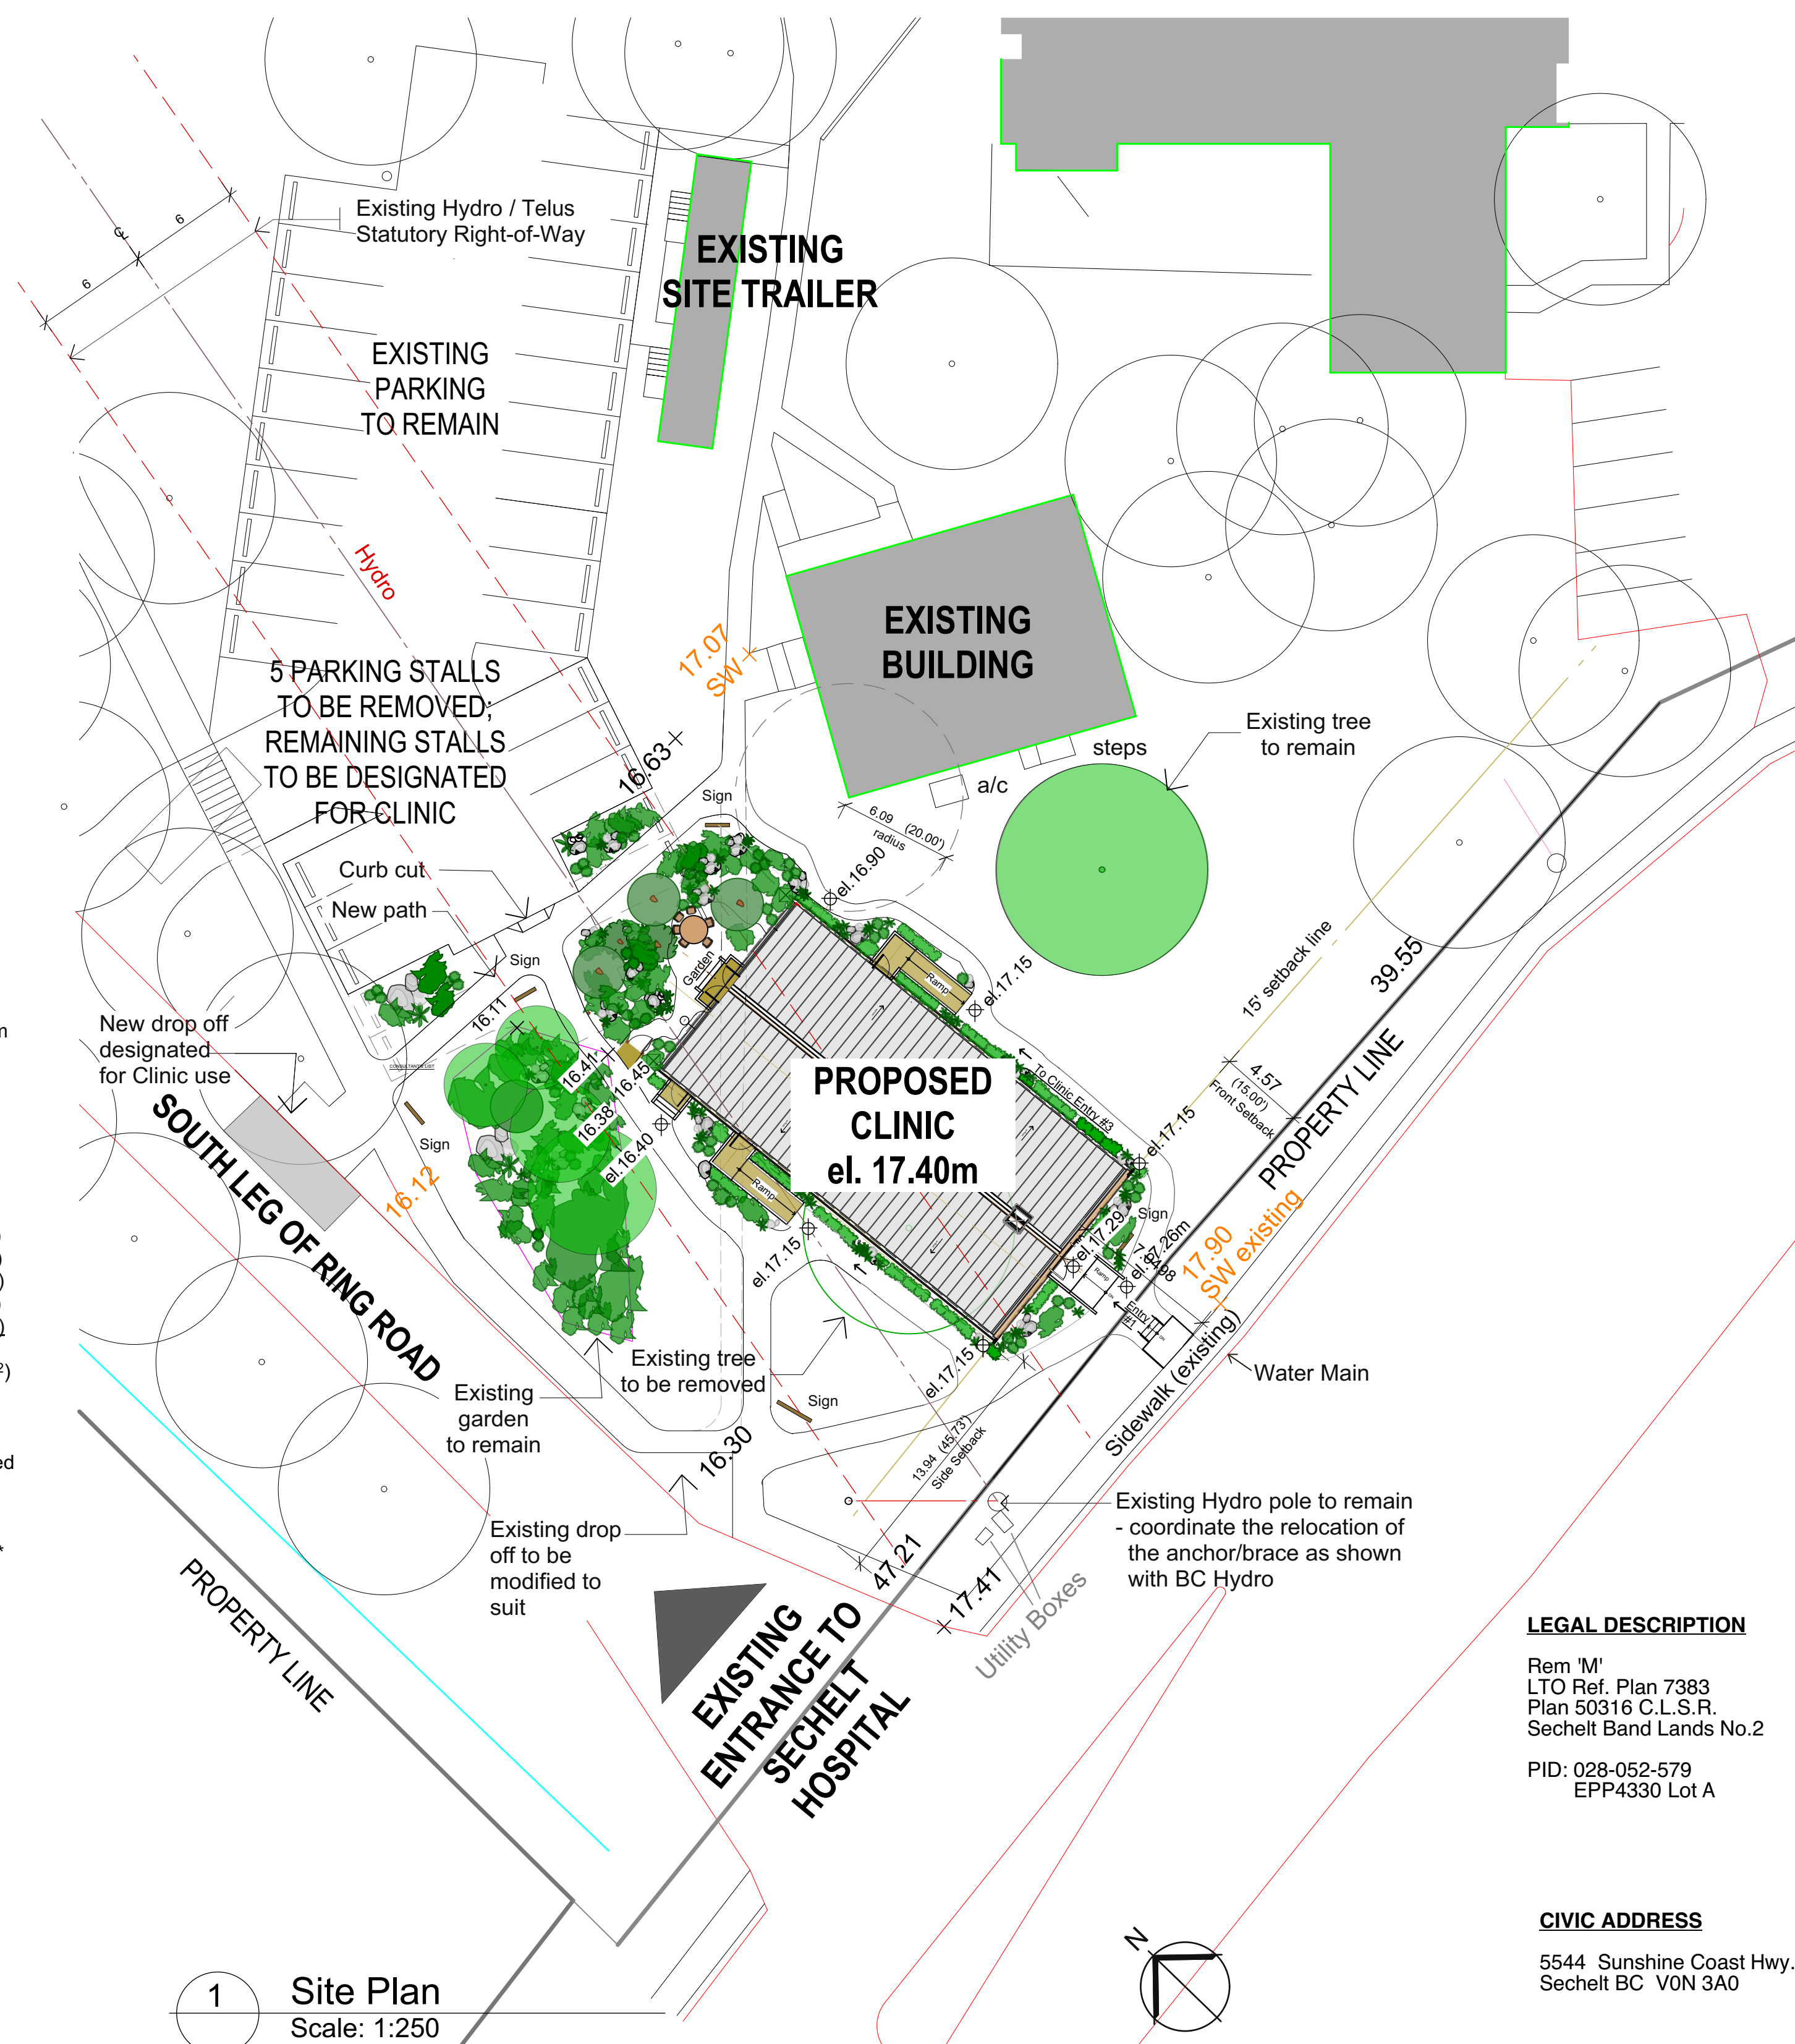 Existing Hydro / Telus
Statutory Right-of-Way
6
6
EXISTING
SITE TRAILER
EXISTING
PARKING
TO REMAIN
Hydro
17.07
SW
EXISTING
BUILDING
5 PARKING STALLS
TO BE REMOVED;
REMAINING STALLS
TO BE DESIGNATED
FOR CLINIC
16.63
Sign
steps
Existing tree
to remain
a/c
6.09 (20.00')
radius
el.16.90
Curb cut
New path
Sign
Garden
Ramp
el.17.15
15' setback line
39.55
PROPERTY LINE
New drop off
designated
for Clinic use
16.11
CONSULTANTS LIST
16.41
16.45
16.38
el.16.40
Sign
16.12
SOUTH LEG OF RING ROAD
PROPOSED
CLINIC
el. 17.40m
To Clinic Entry #3
4.57
(15.00')
Front Setback
el.17.15
Ramp
el.17.15
Sign
el.17.29
el.17.26m
Ramp
Entry
#1
17.90
SW existing
Sidewalk (existing)
Water Main
Existing tree
to be removed
el.17.15
Existing
garden
to remain
Sign
16.30
13.94 (45.73')
Side Setback
Existing drop
off to be
modified to
suit
Existing Hydro pole to remain
- coordinate the relocation of
the anchor/brace as shown
with BC Hydro
47.21
17.41
Utility Boxes
PROPERTY LINE
EXISTING
ENTRANCE TO
SECHELT
HOSPITAL
LEGAL DESCRIPTION
Rem 'M'
LTO Ref. Plan 7383
Plan 50316 C.L.S.R.
Sechelt Band Lands No.2
PID: 028-052-579
EPP4330 Lot A
CIVIC ADDRESS
5544 Sunshine Coast Hwy.
Sechelt BC V0N 3A0
N
1
Site Plan
Scale: 1:250